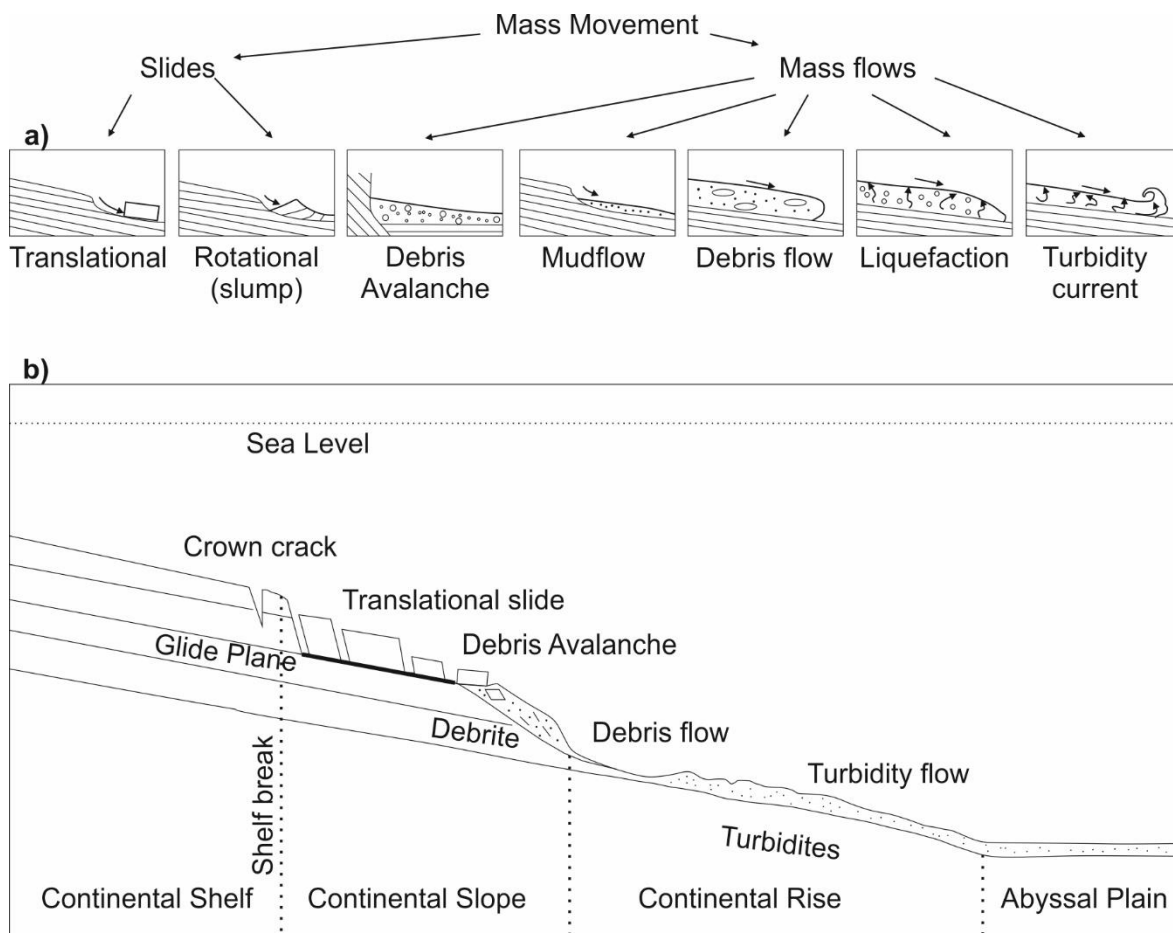 Mass Movement
Slides
Mass flows
a)
Translational
Rotational
(slump)
Debris
Avalanche
Mudflow
Debris flow
Liquefaction
Turbidity
current
b)
Sea Level
Crown crack
Translational slide
Debris Avalanche
Glide Plane
Debrite
Debris flow
Turbidity flow
Turbidites
Shelf break
Continental Shelf
Continental Slope
Continental Rise
Abyssal Plain